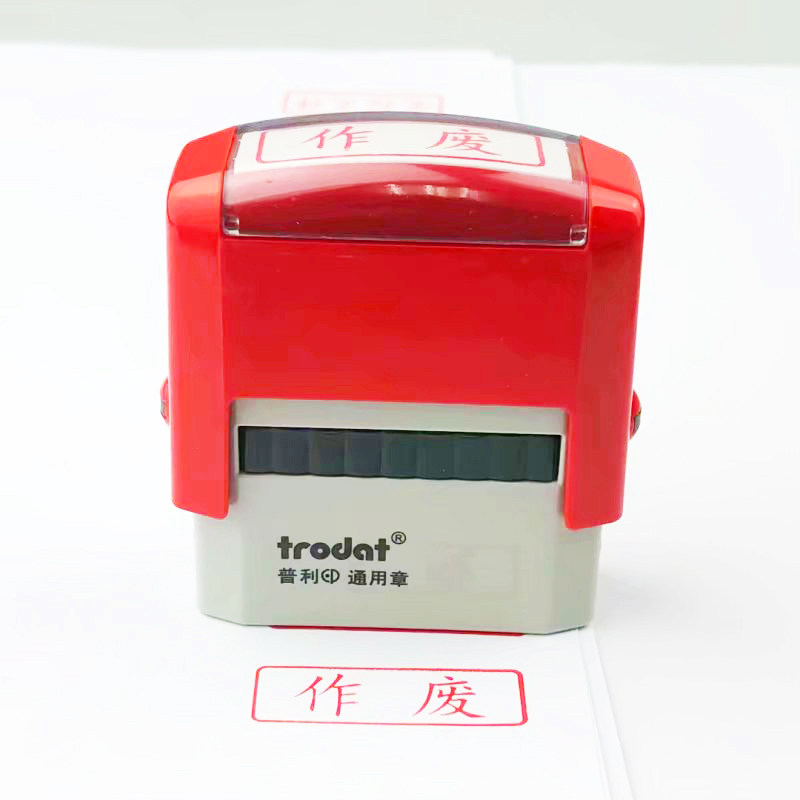 作 废
trodat®
普利印 通用章
作 废